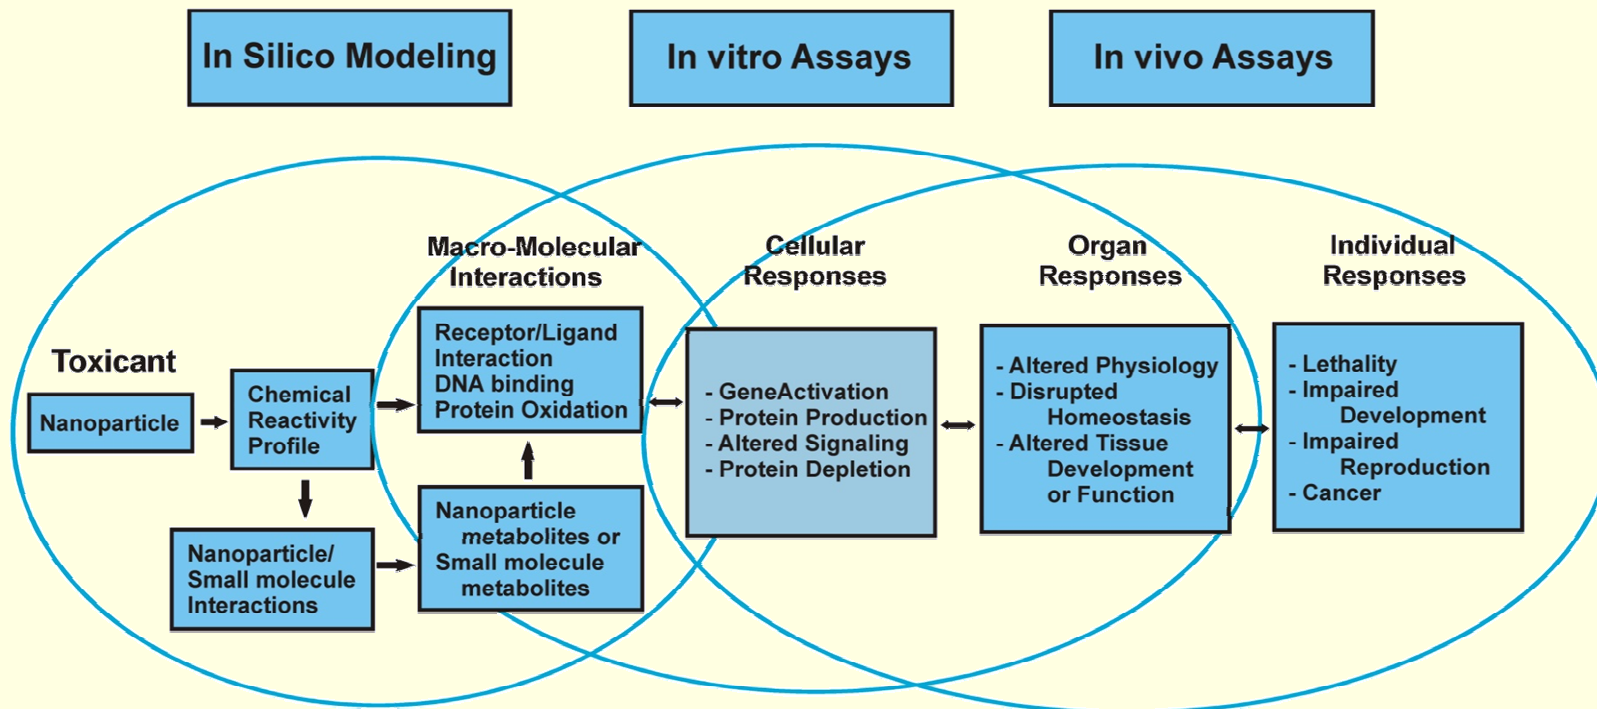 In Silico Modeling
In vitro Assays
In vivo Assays
Macro-Molecular
Interactions
Cellular
Responses
Organ
Responses
Individual
Responses
Toxicant
Nanoparticle
Chemical
Reactivity
Profile
Receptor/Ligand
Interaction
DNA binding
Protein Oxidation
Nanoparticle/
Small molecule
Interactions
Nanoparticle
metabolites or
Small molecule
metabolites
- GeneActivation
- Protein Production
- Altered Signaling
- Protein Depletion
- Altered Physiology
- Disrupted
Homeostasis
- Altered Tissue
Development
or Function
- Lethality
- Impaired
Development
- Impaired
Reproduction
- Cancer